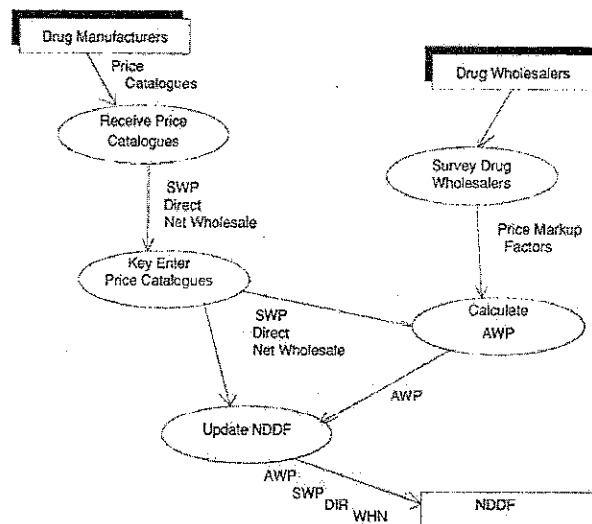 Drug Manufacturers
Price
Catalogues
Drug Wholesalers
Receive Price
Catalogues
Survey Drug
Wholesalers
SWP
Direct
Net Wholesale
Price Markup
Factors
Key Enter
Price Catalogues
SWP
Direct
Net Wholesale
Calculate
AWP
AWP
Update NDDF
AWP
SWP
DIR
WHN
NDDF